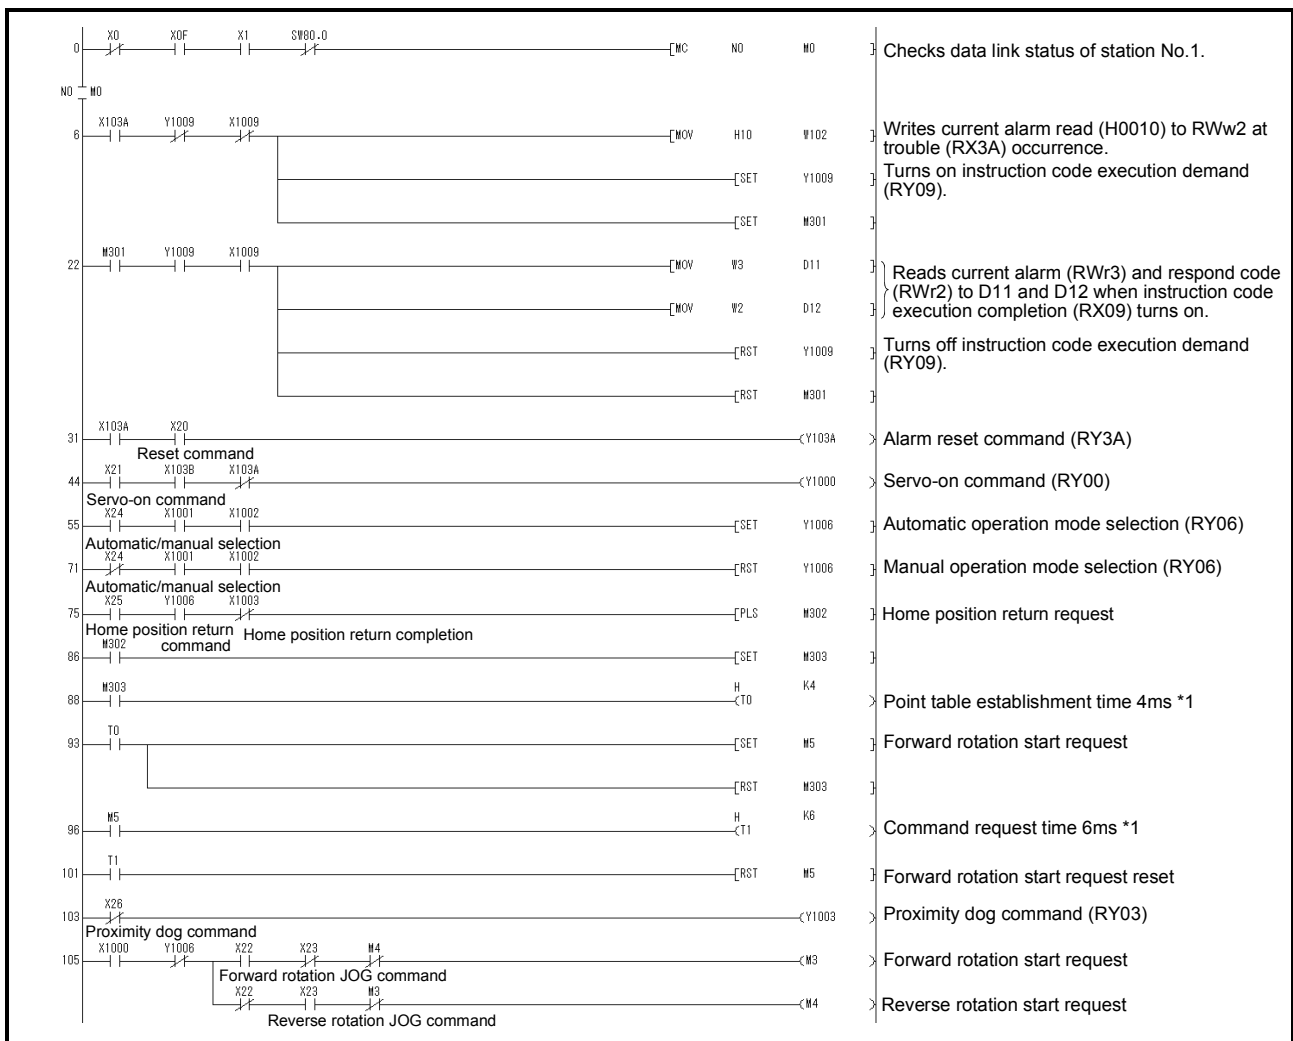 X0 X0F X1 SW80.0
0 [MC N0 M0 ] Checks data link status of station No.1.
N0 M0
X103A Y1009 X1009
6 [MOV H10 W102 ] Writes current alarm read (H0010) to RWw2 at
trouble (RX3A) occurrence.
[SET Y1009 ] Turns on instruction code execution demand
(RY09).
[SET M301 ]
M301 Y1009 X1009
22 [MOV W3 D11 ] Reads current alarm (RWr3) and respond code
[MOV W2 D12 ] (RWr2) to D11 and D12 when instruction code
execution completion (RX09) turns on.
[RST Y1009 ] Turns off instruction code execution demand
(RY09).
[RST M301 ]
X103A X20
31 (Y103A ) Alarm reset command (RY3A)
Reset command
X21 X103B X103A
44 (Y1000 ) Servo-on command (RY00)
Servo-on command
X24 X1001 X1002
55 [SET Y1006 ] Automatic operation mode selection (RY06)
Automatic/manual selection
X24 X1001 X1002
71 [RST Y1006 ] Manual operation mode selection (RY06)
Automatic/manual selection
X25 Y1006 X1003
75 [PLS M302 ] Home position return request
Home position return command Home position return completion
M302
86 [SET M303 ]
M303 H K4
88 (T0 ) Point table establishment time 4ms *1
T0
93 [SET M5 ] Forward rotation start request
[RST M303 ]
M5 H K6
96 (T1 ) Command request time 6ms *1
T1
101 [RST M5 ] Forward rotation start request reset
X26
103 (Y1003 ) Proximity dog command (RY03)
Proximity dog command
X1000 Y1006 X22 X23 M4
105 (M3 ) Forward rotation start request
Forward rotation JOG command
X22 X23 M3
(M4 ) Reverse rotation start request
Reverse rotation JOG command